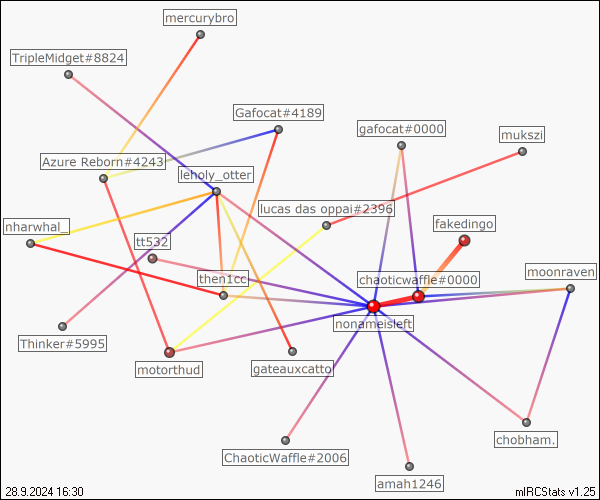 mercurybro
TripleMidget#8824
Gafocat#4189
gafocat#0000
mukszi
Azure Reborn#4243
leholy_otter
lucas das oppai#2396
fakedingo
nharwhal_
tt532
then1cc
chaoticwaffle#0000
moonraven
nonameisleft
Thinker#5995
motorthud
gateauxcatto
chobham.
ChaoticWaffle#2006
amah1246
28.9.2024 16:30
mIRCStats v1.25